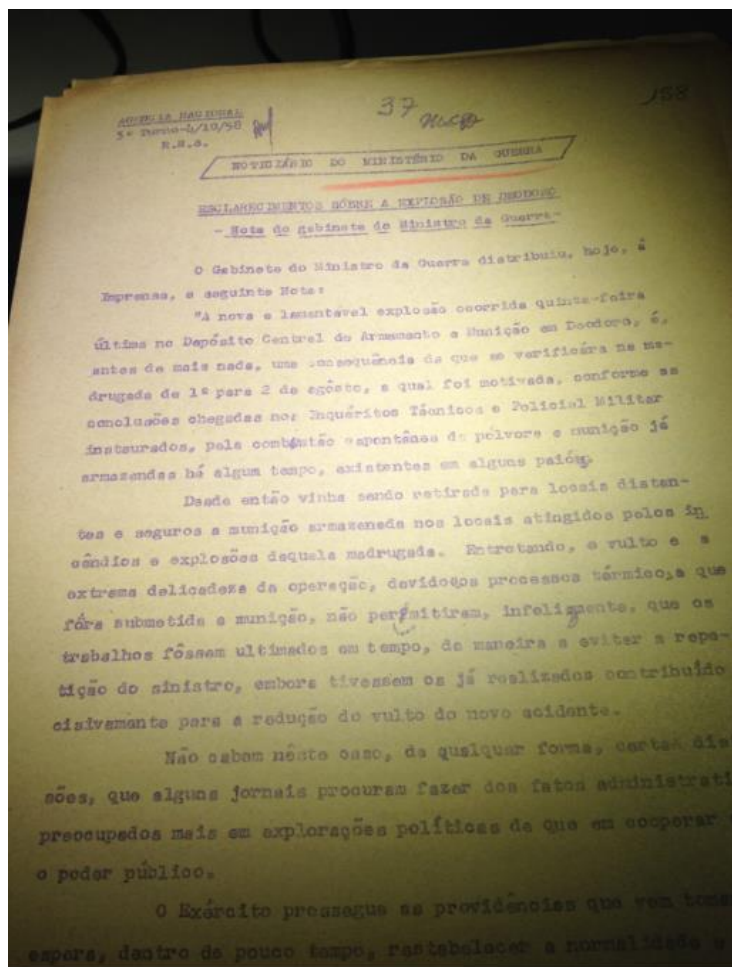 37
158
AGENCIA NACIONAL
5º Turno-4/10/58
R.N.S.
NOTICIÁRIO DO MINISTÉRIO DA GUERRA
ESCLARECIMENTOS SÔBRE A EXPLOSÃO DE DEODORO
- Nota do gabinete do Ministro da Guerra-
O Gabinete do Ministro da Guerra distribuiu, hoje, á
Imprensa, a seguinte Nota:
"A nova e lamentavel explosão ocorrida quinta-feira
última no Depósito Central de Armamento e Munição em Deodoro, é,
antes de mais nada, uma consequência da que se verificára na ma-
drugada de 1º para 2 de agôsto, a qual foi motivada, conforme as
conclusões chegadas nos Inquéritos Técnicos e Policial Militar
instaurados, pela combustão espontânea de pólvora e munição já
armazendas há algum tempo, existentes em alguns paióis.
Desde então vinha sendo retirada para locais distan-
tes e seguros a munição armazenada nos locais atingidos pelos in
cêndios e explosões daquela madrugada. Entretando, o vulto e a
extrema delicadeza da operação, devidoaos processos térmicos,a que
fôra submetida a munição, não permitiram, infelizmente, que os
trabalhos fôssem ultimados em tempo, de maneira a evitar a repe-
tição do sinistro, embora tivessem os já realizados contribuído
cisivamente para a redução do vulto do novo acidente.
Não cabem nêste caso, de qualquer forma, certas dis
sões, que alguns jornais procuram fazer dos fatos administrati
preocupados mais em explorações políticas do que em cooperar
o poder público.
O Exército prossegue as providências que vem toma
espera, dentro de pouco tempo, restabelecer a normalidade